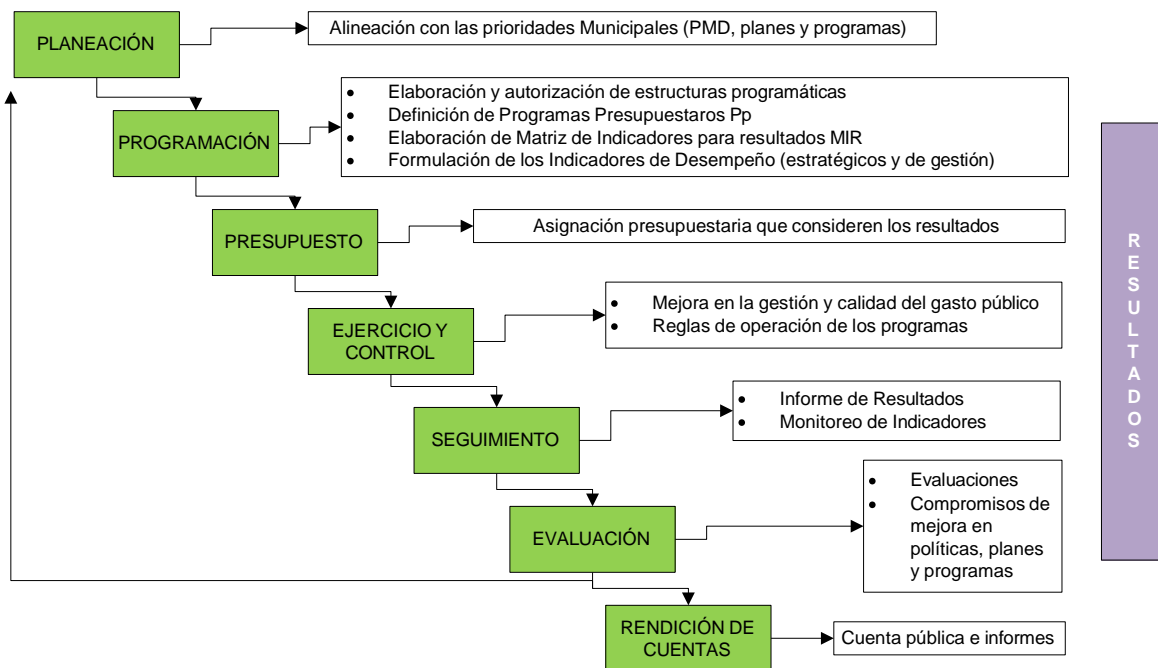 PLANEACIÓN
Alineación con las prioridades Municipales (PMD, planes y programas)
PROGRAMACIÓN
• Elaboración y autorización de estructuras programáticas
• Definición de Programas Presupuestaros Pp
• Elaboración de Matriz de Indicadores para resultados MIR
• Formulación de los Indicadores de Desempeño (estratégicos y de gestión)
PRESUPUESTO
Asignación presupuestaria que consideren los resultados
EJERCICIO Y
CONTROL
• Mejora en la gestión y calidad del gasto público
• Reglas de operación de los programas
SEGUIMIENTO
• Informe de Resultados
• Monitoreo de Indicadores
EVALUACIÓN
• Evaluaciones
• Compromisos de
mejora en
políticas, planes
y programas
RENDICIÓN DE
CUENTAS
Cuenta pública e informes
R
E
S
U
L
T
A
D
O
S